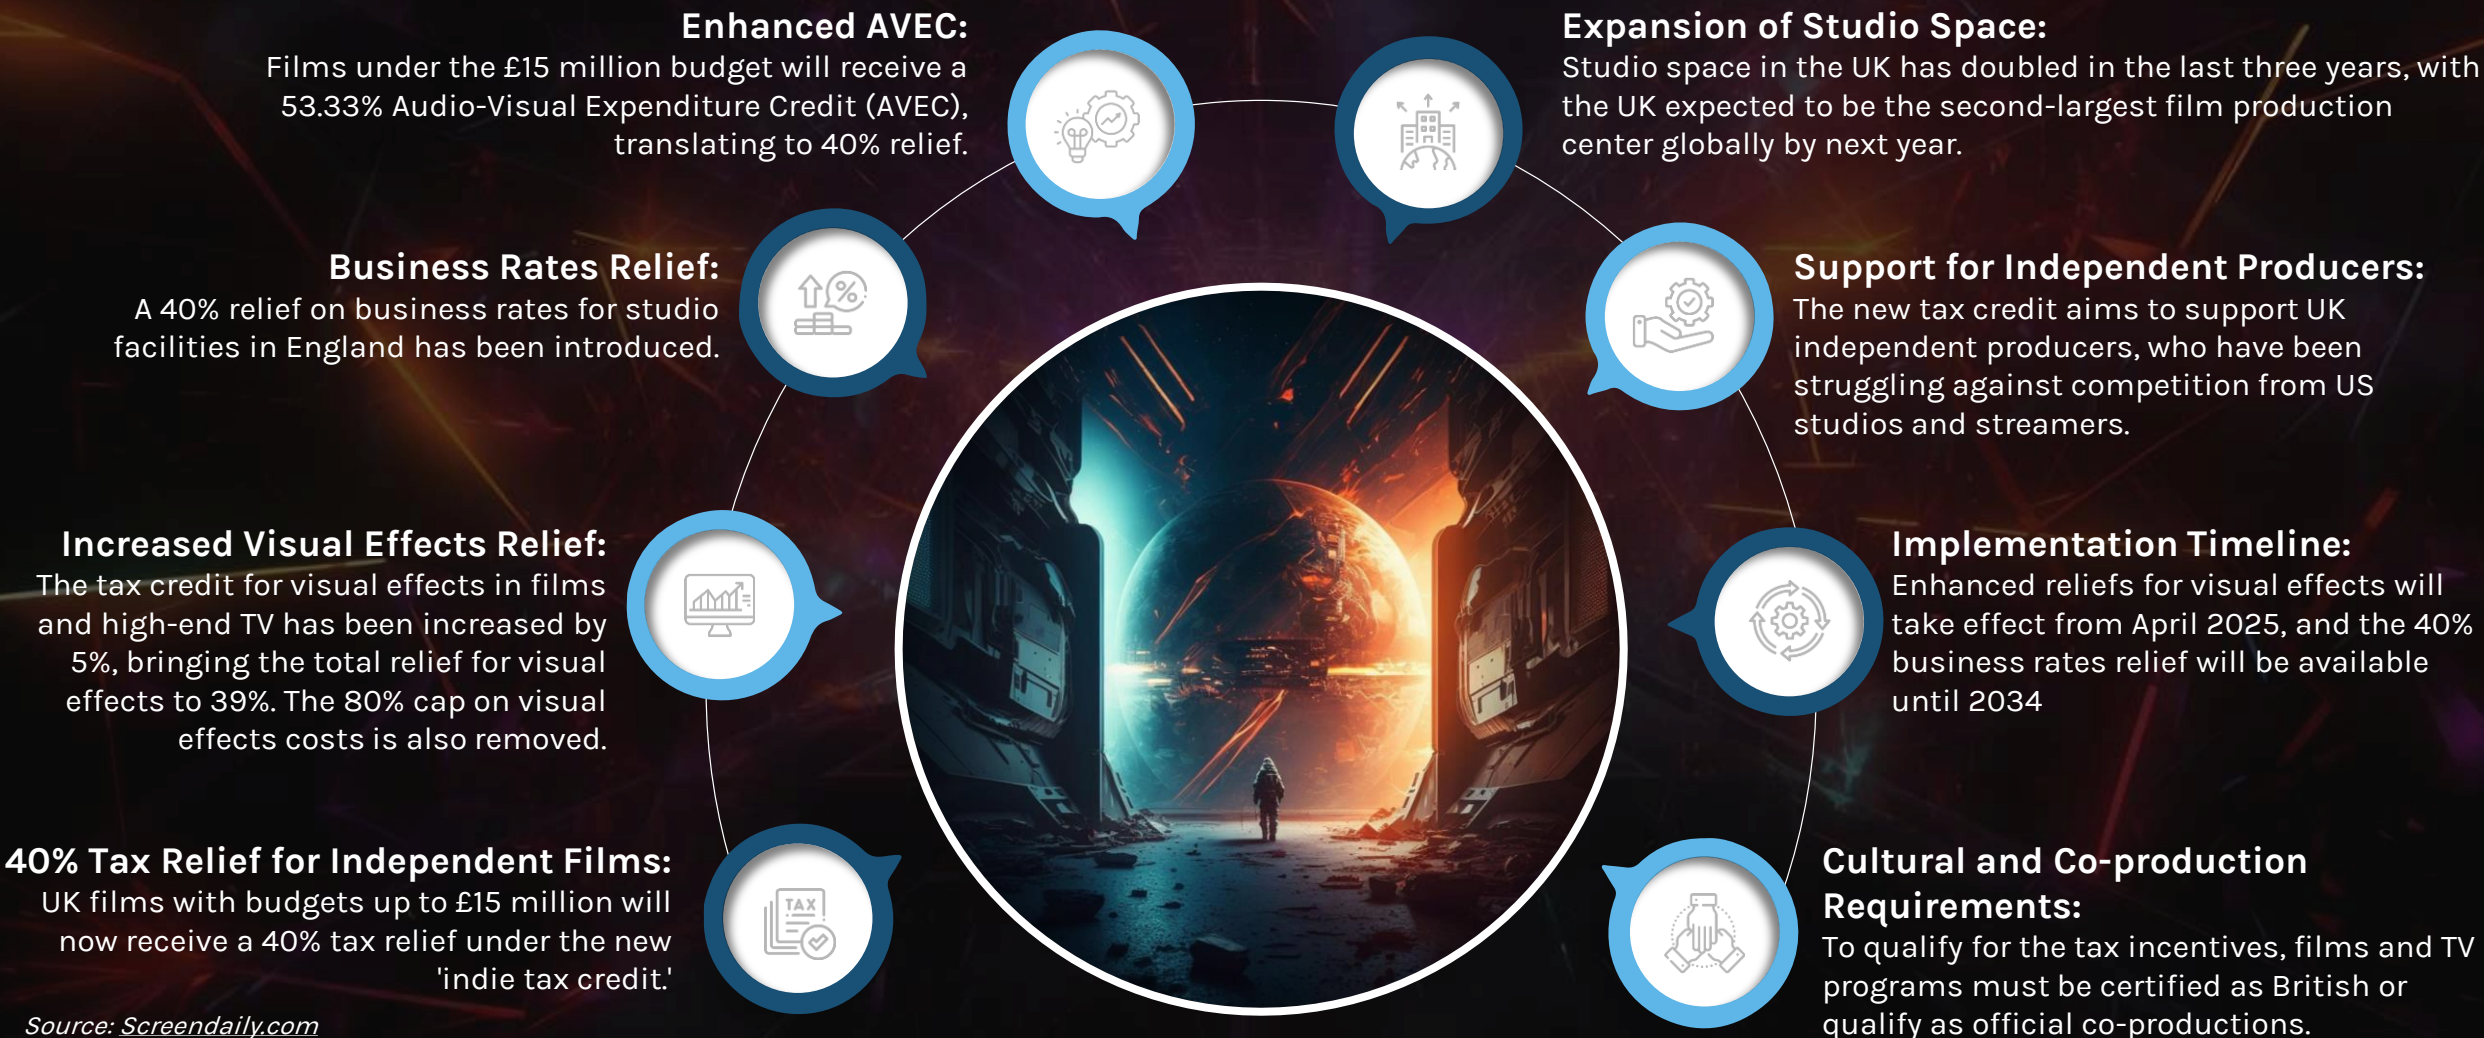 Enhanced AVEC:
Films under the £15 million budget will receive a
53.33% Audio-Visual Expenditure Credit (AVEC),
translating to 40% relief.
Business Rates Relief:
A 40% relief on business rates for studio
facilities in England has been introduced.
Increased Visual Effects Relief:
The tax credit for visual effects in films
and high-end TV has been increased by
5%, bringing the total relief for visual
effects to 39%. The 80% cap on visual
effects costs is also removed.
40% Tax Relief for Independent Films:
UK films with budgets up to £15 million will
now receive a 40% tax relief under the new
'indie tax credit.'
TAX
Source: Screendaily.com
Expansion of Studio Space:
Studio space in the UK has doubled in the last three years, with
the UK expected to be the second-largest film production
center globally by next year.
Support for Independent Producers:
The new tax credit aims to support UK
independent producers, who have been
struggling against competition from US
studios and streamers.
Implementation Timeline:
Enhanced reliefs for visual effects will
take effect from April 2025, and the 40%
business rates relief will be available
until 2034
Cultural and Co-production
Requirements:
To qualify for the tax incentives, films and TV
programs must be certified as British or
qualify as official co-productions.